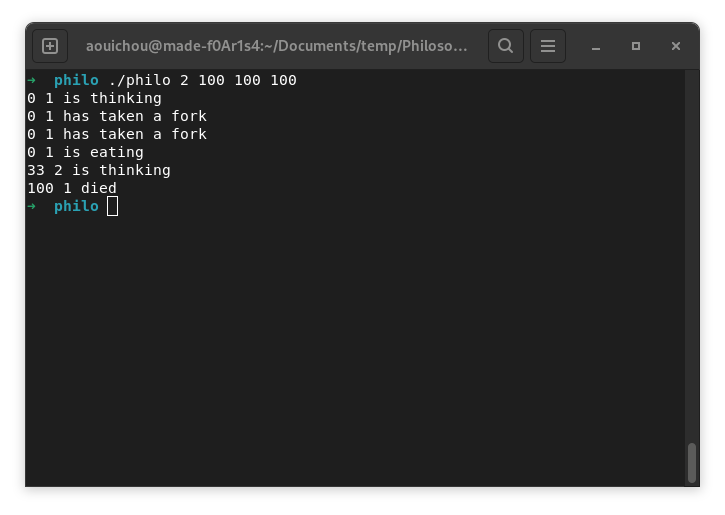 aouichou@made-f0Ar1s4:~/Documents/temp/Philoso...
→ philo ./philo 2 100 100 100
0 1 is thinking
0 1 has taken a fork
0 1 has taken a fork
0 1 is eating
33 2 is thinking
100 1 died
→ philo